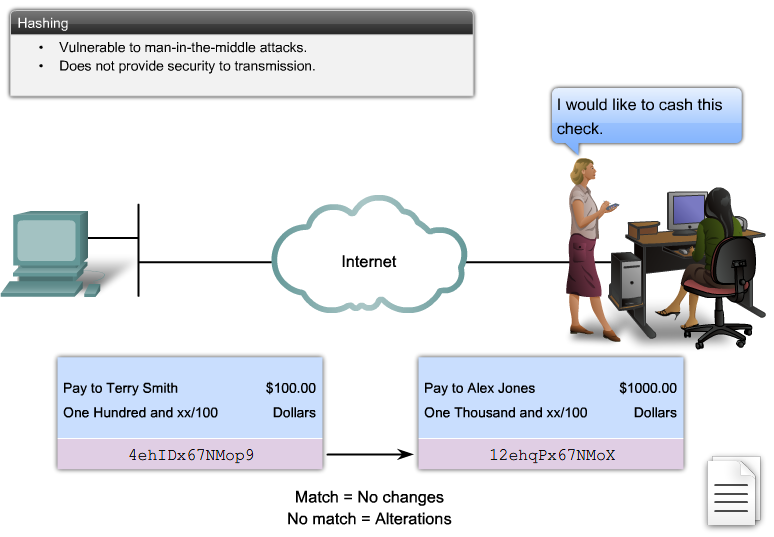 Hashing
• Vulnerable to man-in-the-middle attacks.
• Does not provide security to transmission.
I would like to cash this
check.
Internet
Pay to Terry Smith $100.00
One Hundred and xx/100 Dollars
4ehIDx67NMop9
Pay to Alex Jones $1000.00
One Thousand and xx/100 Dollars
12ehqPx67NMoX
Match = No changes
No match = Alterations